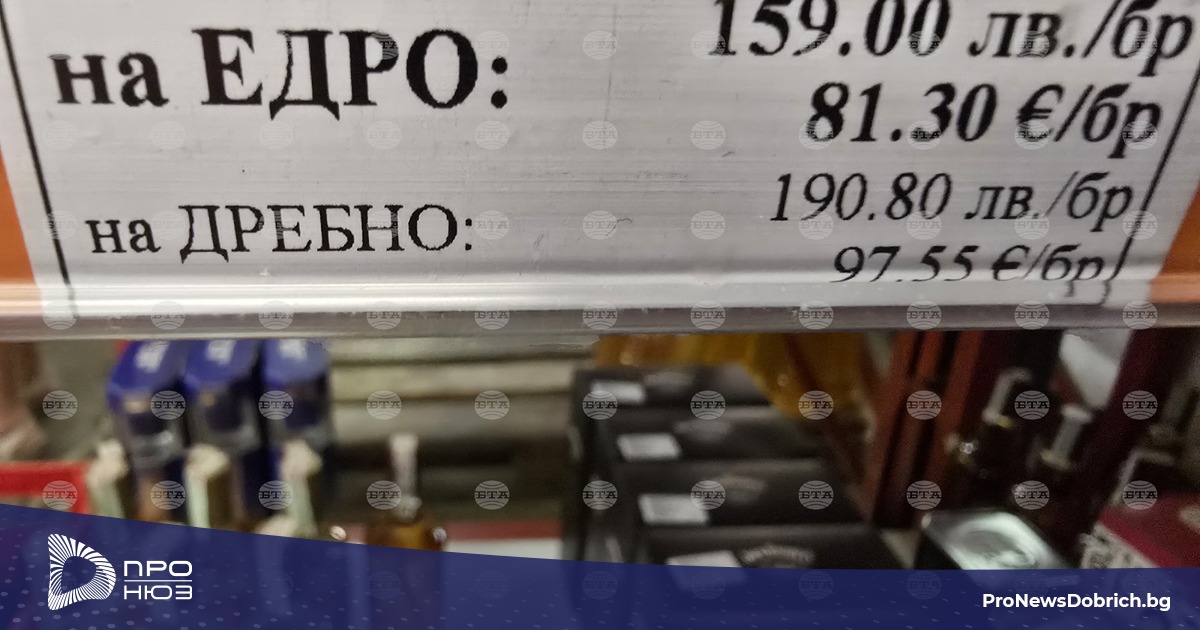 на ЕДРО: 159.00 лв./бр
81.30 €/бр
на ДРЕБНО: 190.80 лв./бр
97.55 €/бр
БТА
ПРО
НЮЗ
ProNewsDobrich.bg